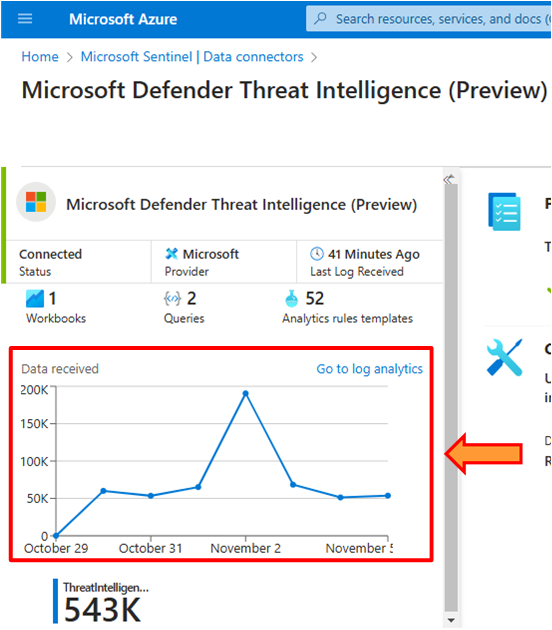 Microsoft Azure
Search resources, services, and docs (
Home > Microsoft Sentinel | Data connectors >
Microsoft Defender Threat Intelligence (Preview)
Microsoft Defender Threat Intelligence (Preview)
Connected
Status
Microsoft
Provider
41 Minutes Ago
Last Log Received
1
Workbooks
2
Queries
52
Analytics rules templates
Data received
Go to log analytics
200K
150K
100K
50K
0
October 29
October 31
November 2
November 5
ThreatIntelligen...
543K